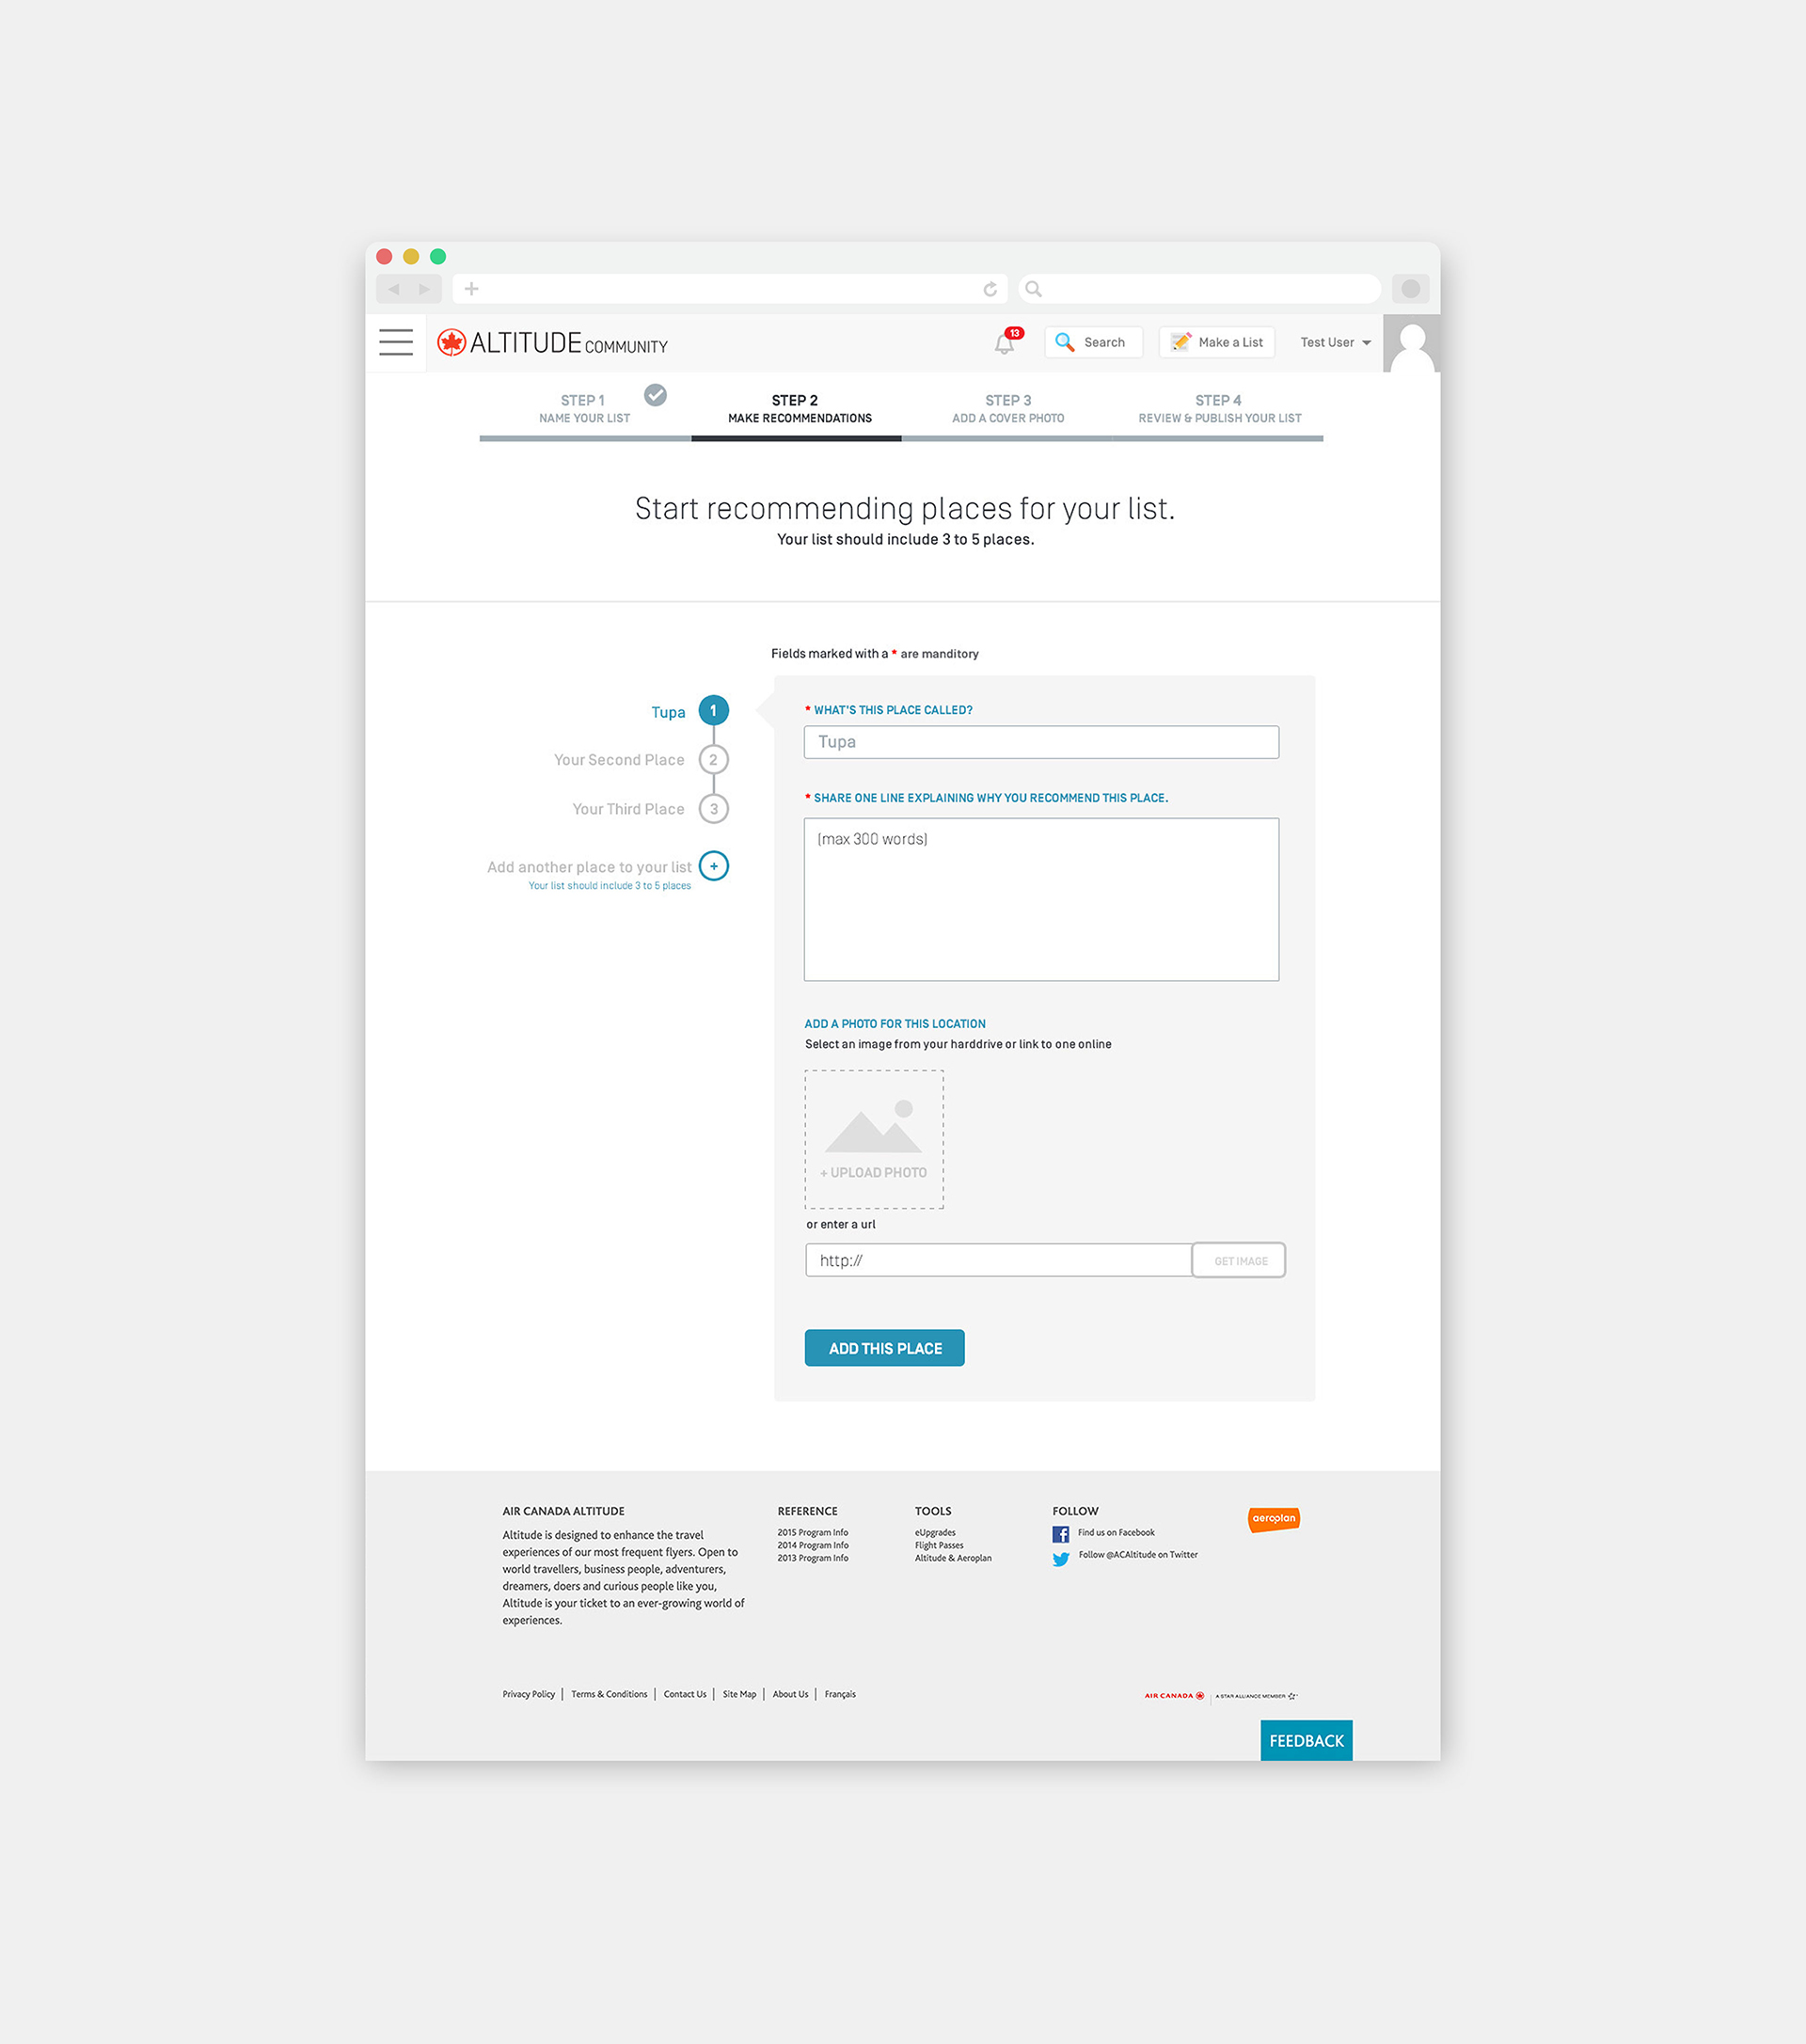 ALTITUDE COMMUNITY
13
Search
Make a List
Test User
STEP 1
NAME YOUR LIST
STEP 2
MAKE RECOMMENDATIONS
STEP 3
ADD A COVER PHOTO
STEP 4
REVIEW & PUBLISH YOUR LIST
Start recommending places for your list.
Your list should include 3 to 5 places.
Fields marked with a * are manditory
Tupa 1
Your Second Place 2
Your Third Place 3
Add another place to your list +
Your list should include 3 to 5 places
* WHAT'S THIS PLACE CALLED?
Tupa
* SHARE ONE LINE EXPLAINING WHY YOU RECOMMEND THIS PLACE.
(max 300 words)
ADD A PHOTO FOR THIS LOCATION
Select an image from your harddrive or link to one online
+ UPLOAD PHOTO
or enter a url
http://
GET IMAGE
ADD THIS PLACE
AIR CANADA ALTITUDE
Altitude is designed to enhance the travel
experiences of our most frequent flyers. Open to
world travellers, business people, adventurers,
dreamers, doers and curious people like you,
Altitude is your ticket to an ever-growing world of
experiences.
REFERENCE
2015 Program Info
2014 Program Info
2013 Program Info
TOOLS
eUpgrades
Flight Passes
Altitude & Aeroplan
FOLLOW
Find us on Facebook
Follow @ACAltitude on Twitter
aeroplan
Privacy Policy | Terms & Conditions | Contact Us | Site Map | About Us | Français
AIR CANADA | A STAR ALLIANCE MEMBER
FEEDBACK